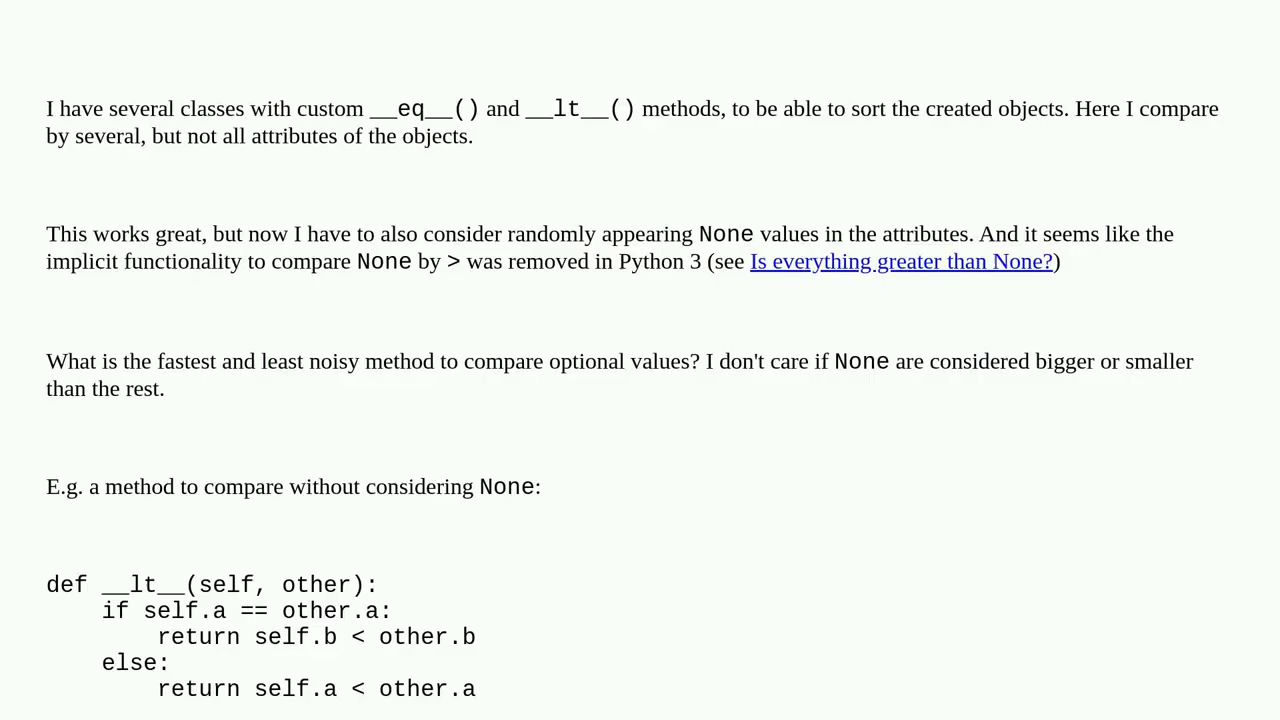 I have several classes with custom __eq__() and __lt__() methods, to be able to sort the created objects. Here I compare
by several, but not all attributes of the objects.
This works great, but now I have to also consider randomly appearing None values in the attributes. And it seems like the
implicit functionality to compare None by > was removed in Python 3 (see Is everything greater than None?)
What is the fastest and least noisy method to compare optional values? I don't care if None are considered bigger or smaller
than the rest.
E.g. a method to compare without considering None:
def __lt__(self, other):
    if self.a == other.a:
        return self.b < other.b
    else:
        return self.a < other.a